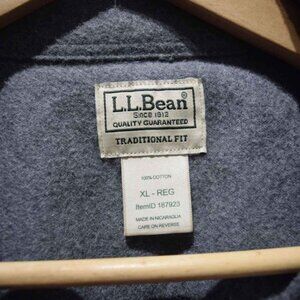 L.L.Bean®
SINCE 1912
QUALITY GUARANTEED
TRADITIONAL FIT
100% COTTON
XL - REG
ItemID 187923
MADE IN NICARAGUA
CARE ON REVERSE